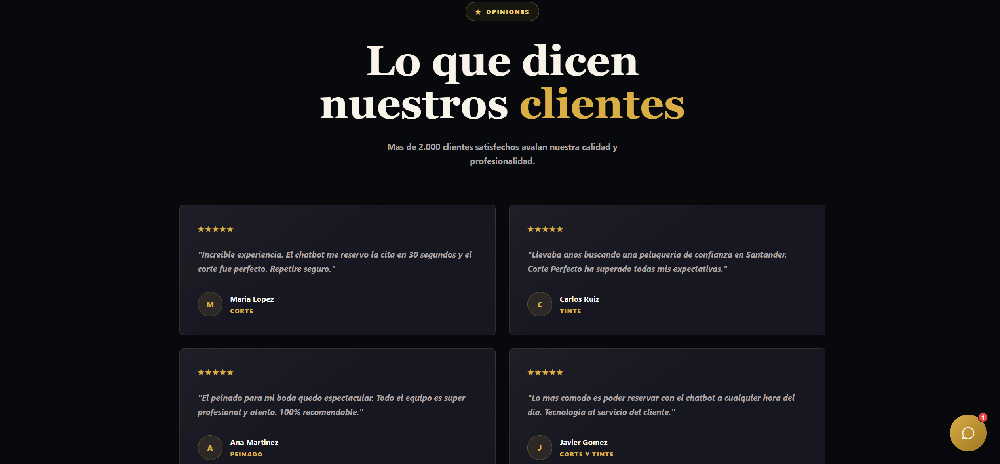 ★ OPINIONES
Lo que dicen
nuestros clientes
Mas de 2.000 clientes satisfechos avalan nuestra calidad y
profesionalidad.
★★★★★
"Increible experiencia. El chatbot me reservo la cita en 30 segundos y el
corte fue perfecto. Repetire seguro."
M
Maria Lopez
CORTE
★★★★★
"Llevaba anos buscando una peluqueria de confianza en Santander.
Corte Perfecto ha superado todas mis expectativas."
C
Carlos Ruiz
TINTE
★★★★★
"El peinado para mi boda quedo espectacular. Todo el equipo es super
profesional y atento. 100% recomendable."
A
Ana Martinez
PEINADO
★★★★★
"Lo mas comodo es poder reservar con el chatbot a cualquier hora del
dia. Tecnologia al servicio del cliente."
J
Javier Gomez
CORTE Y TINTE
1